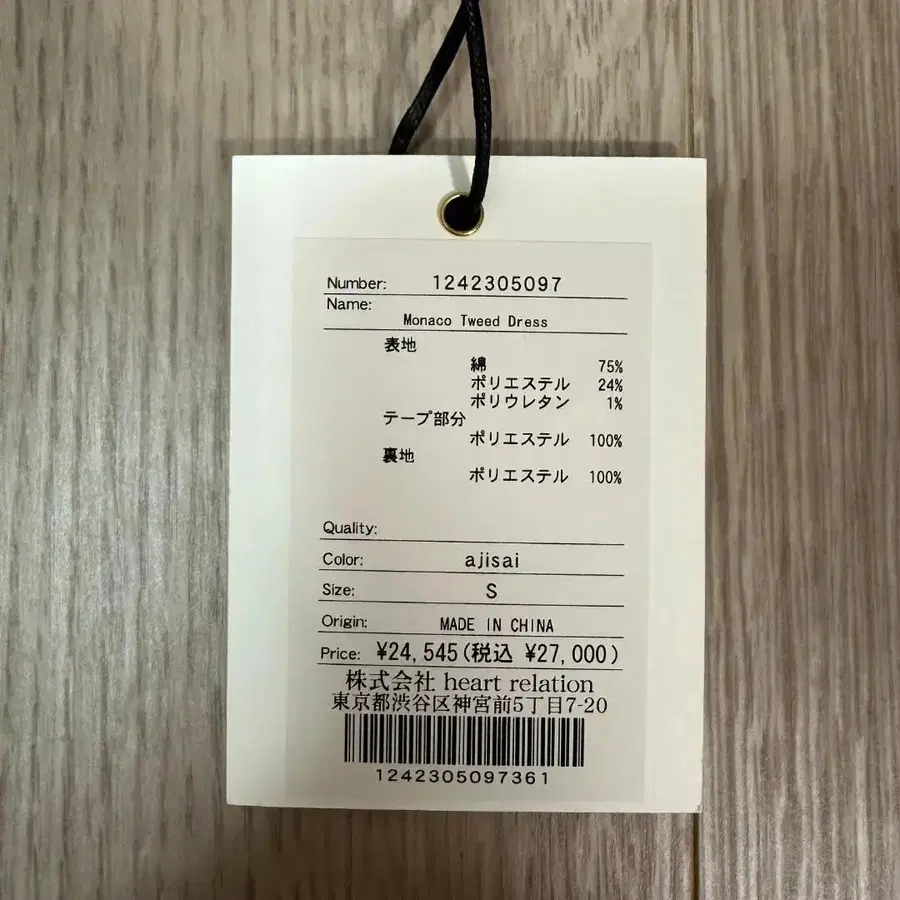 Number: 1242305097
Name:
Monaco Tweed Dress
表地
綿 75%
ポリエステル 24%
ポリウレタン 1%
テープ部分
ポリエステル 100%
裏地
ポリエステル 100%
Quality:
Color: ajisai
Size: S
Origin: MADE IN CHINA
Price: ¥24,545(税込 ¥27,000)
株式会社 heart relation
東京都渋谷区神宮前5丁目7-20
1242305097361